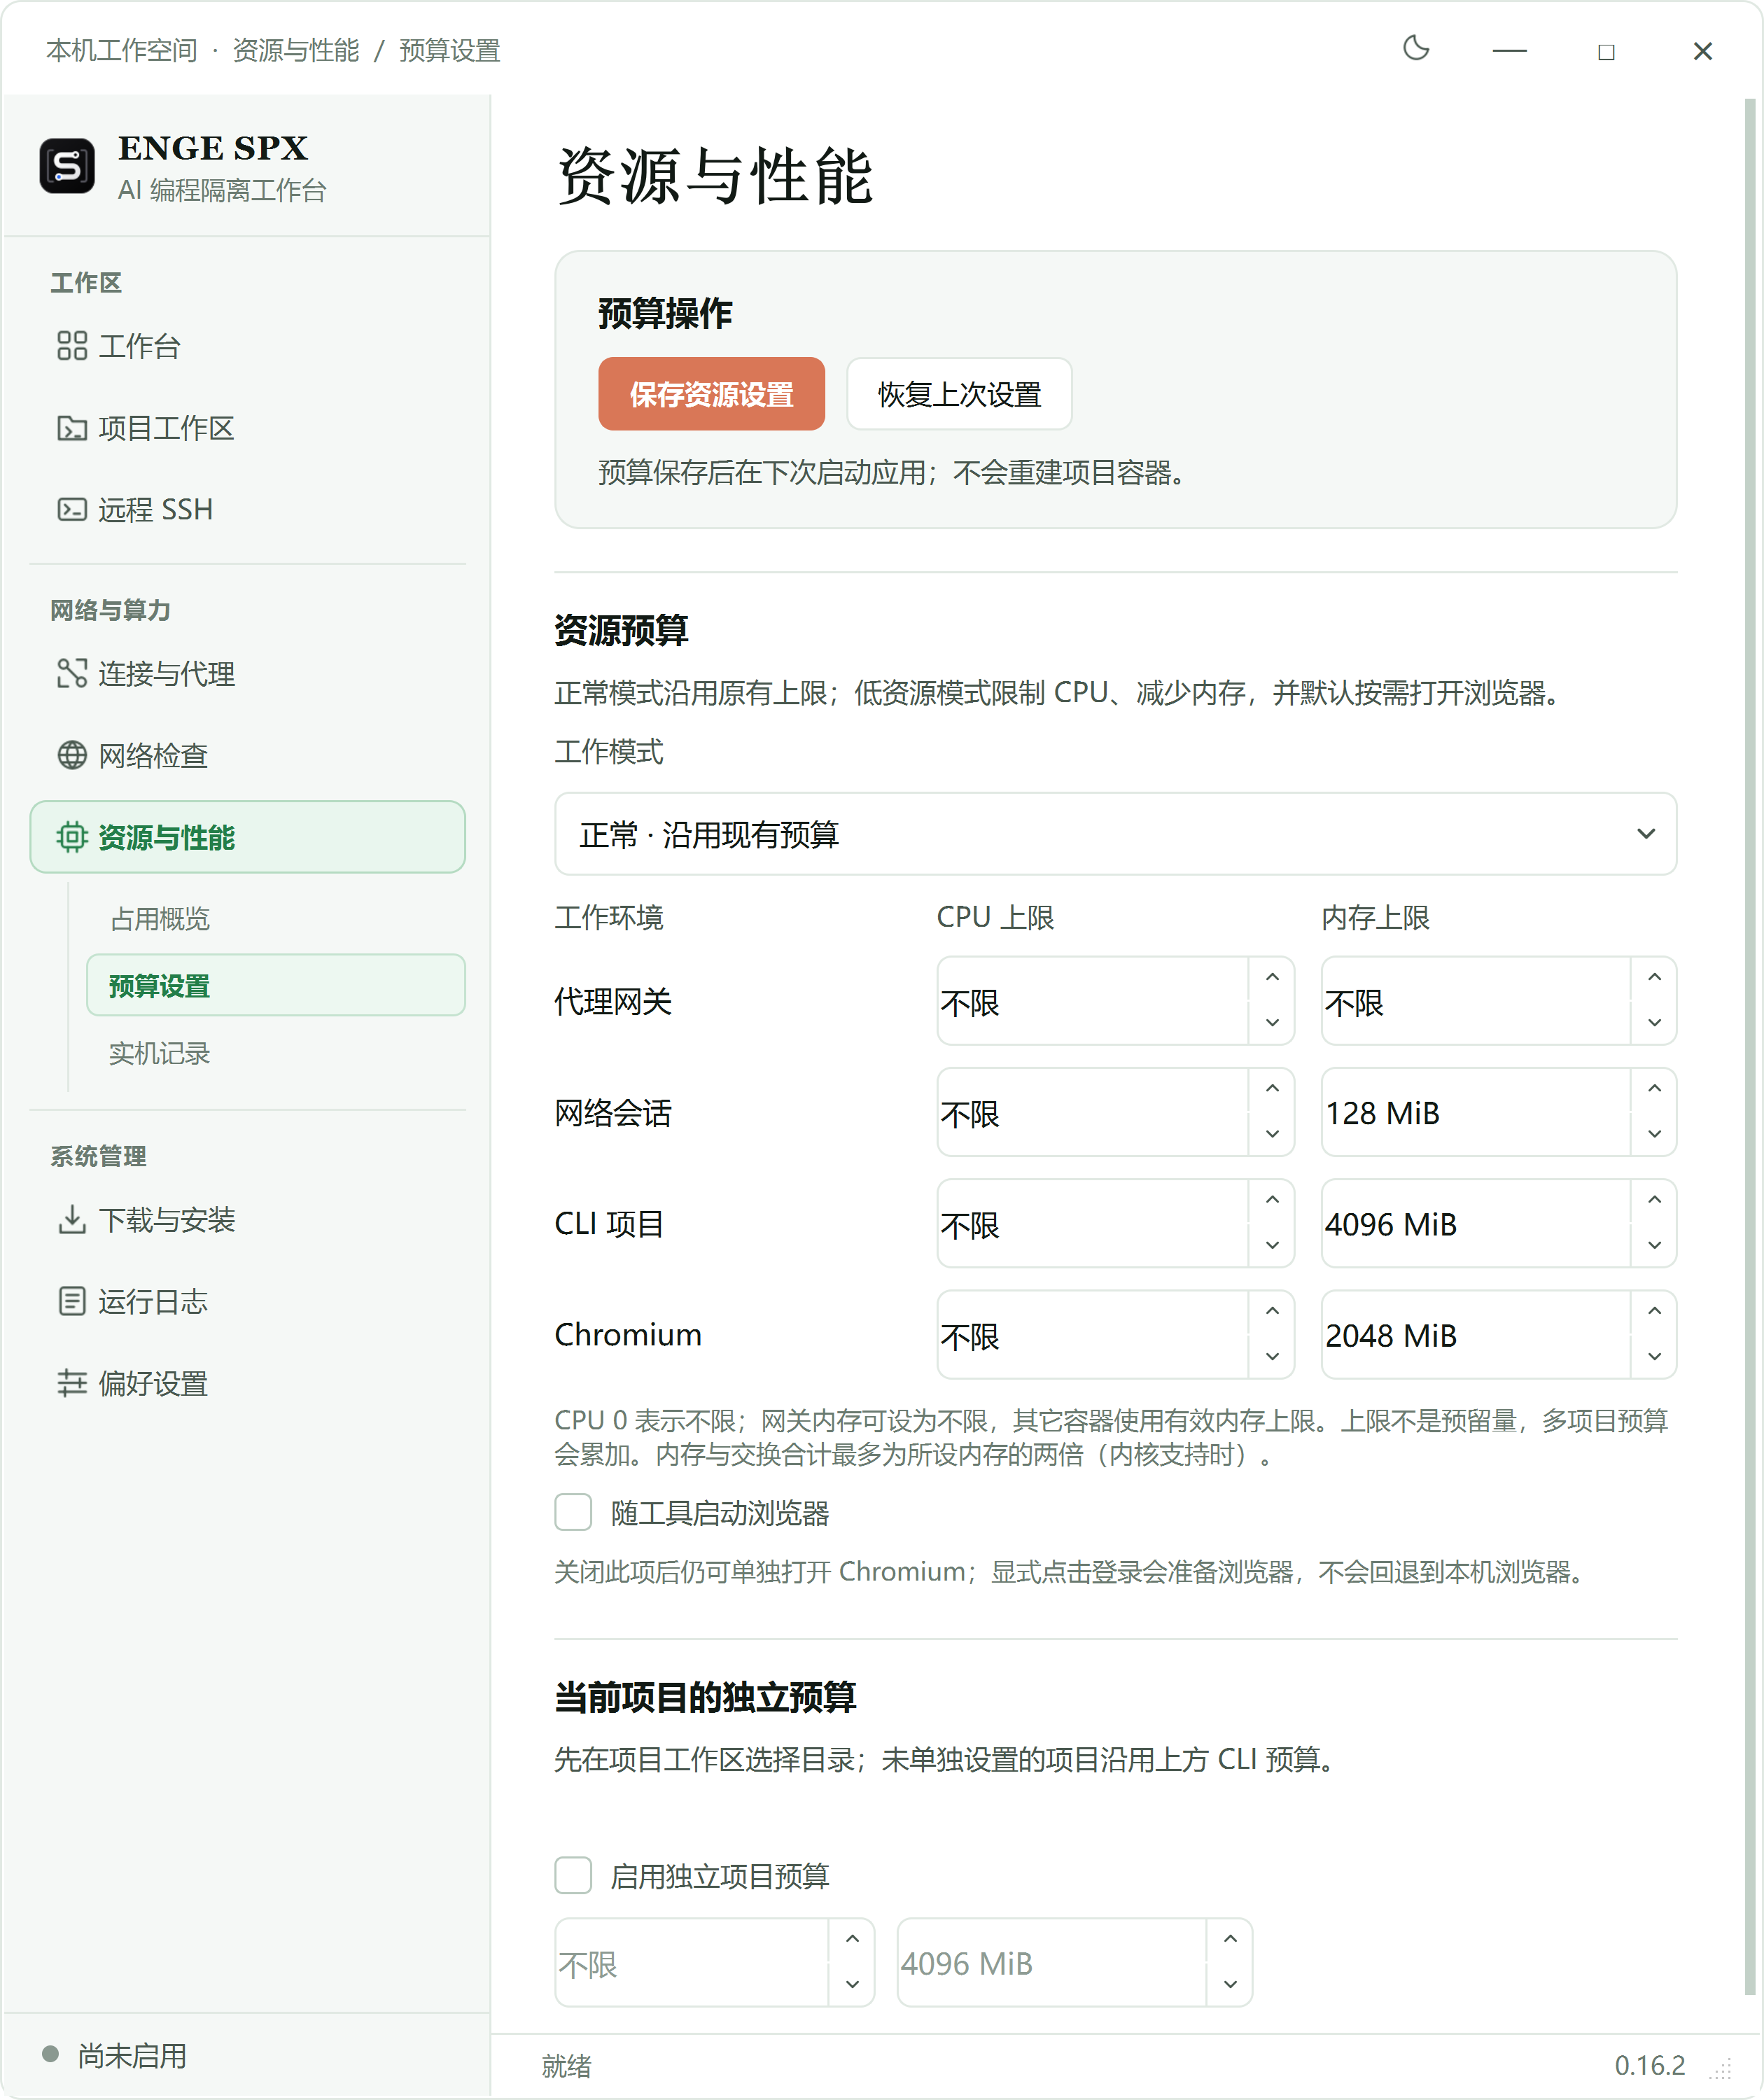 本机工作空间 · 资源与性能 / 预算设置
ENGE SPX
AI 编程隔离工作台
工作区
工作台
项目工作区
远程 SSH
网络与算力
连接与代理
网络检查
资源与性能
占用概览
预算设置
实机记录
系统管理
下载与安装
运行日志
偏好设置
尚未启用
资源与性能
预算操作
保存资源设置 恢复上次设置
预算保存后在下次启动应用；不会重建项目容器。
资源预算
正常模式沿用原有上限；低资源模式限制 CPU、减少内存，并默认按需打开浏览器。
工作模式
正常 · 沿用现有预算
工作环境 CPU 上限 内存上限
代理网关 不限 不限
网络会话 不限 128 MiB
CLI 项目 不限 4096 MiB
Chromium 不限 2048 MiB
CPU 0 表示不限；网关内存可设为不限，其它容器使用有效内存上限。上限不是预留量，多项目预算
会累加。内存与交换合计最多为所设内存的两倍（内核支持时）。
随工具启动浏览器
关闭此项后仍可单独打开 Chromium；显式点击登录会准备浏览器，不会回退到本机浏览器。
当前项目的独立预算
先在项目工作区选择目录；未单独设置的项目沿用上方 CLI 预算。
启用独立项目预算
不限 4096 MiB
就绪 0.16.2